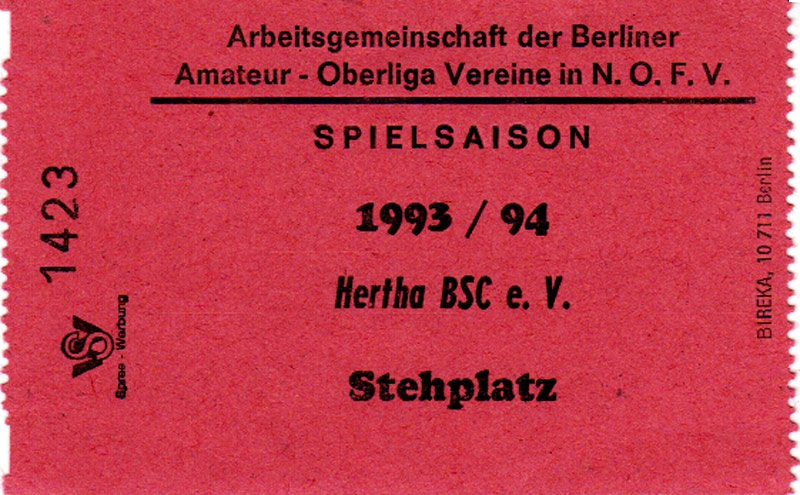 Arbeitsgemeinschaft der Berliner
Amateur - Oberliga Vereine in N. O. F. V.
SPIELSAISON
1993 / 94
Hertha BSC e. V.
Stehplatz
1423
Spree - Werbung
BIREKA, 10 711 Berlin